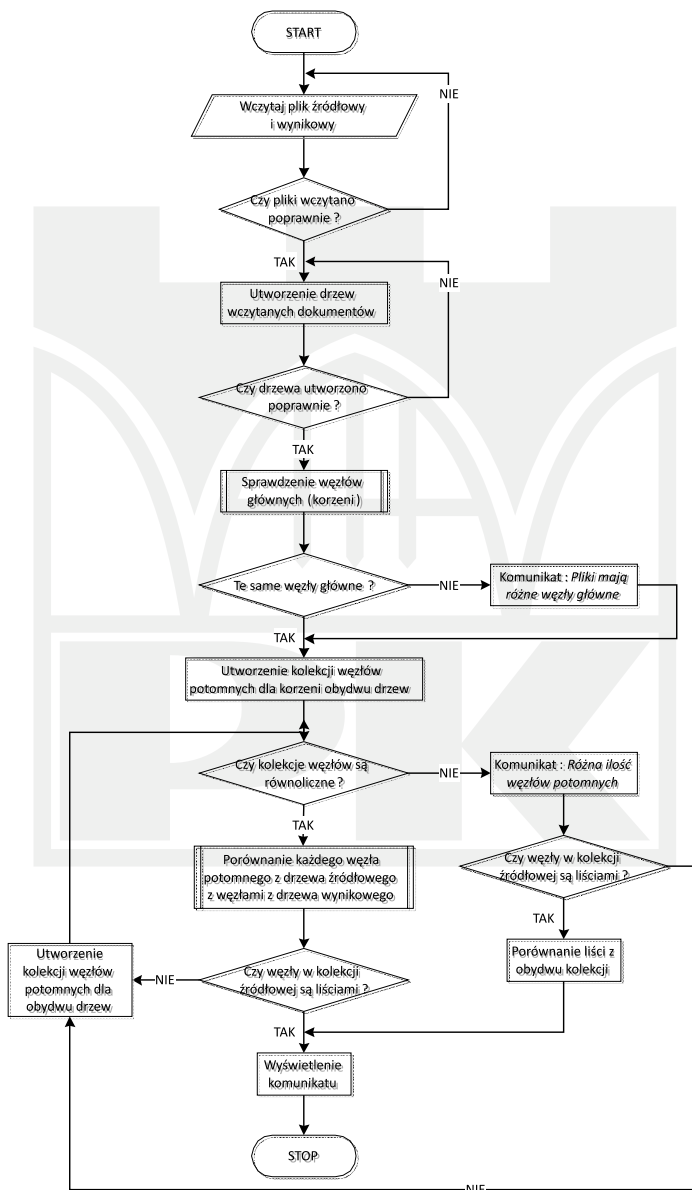 START
NIE
Wczytaj plik źródłowy
i wynikowy
Czy pliki wczytano
poprawnie ?
TAK
NIE
Utworzenie drzew
wczytanych dokumentów
Czy drzewa utworzono
poprawnie ?
TAK
Sprawdzenie węzłów
głównych (korzeni)
Te same węzły główne ?
NIE
Komunikat : Pliki mają
różne węzły główne
TAK
Utworzenie kolekcji węzłów
potomnych dla korzeni obydwu drzew
Czy kolekcje węzłów są
równoliczne ?
NIE
Komunikat : Różna ilość
węzłów potomnych
TAK
Porównanie każdego węzła
potomnego z drzewa źródłowego
z węzłami z drzewa wynikowego
Czy węzły w kolekcji
źródłowej są liściami ?
TAK
Utworzenie
kolekcji węzłów
potomnych dla
obydwu drzew
NIE
Czy węzły w kolekcji
źródłowej są liściami ?
Porównanie liści z
obydwu kolekcji
TAK
Wyświetlenie
komunikatu
STOP
NIE
PK